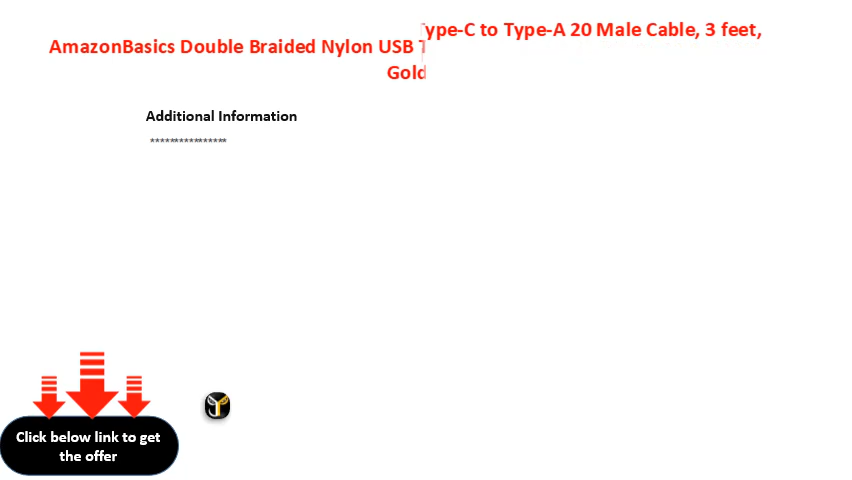 AmazonBasics Double Braided Nylon USB Type-C to Type-A 20 Male Cable, 3 feet,
Gold
Additional Information
****************
Click below link to get
the offer